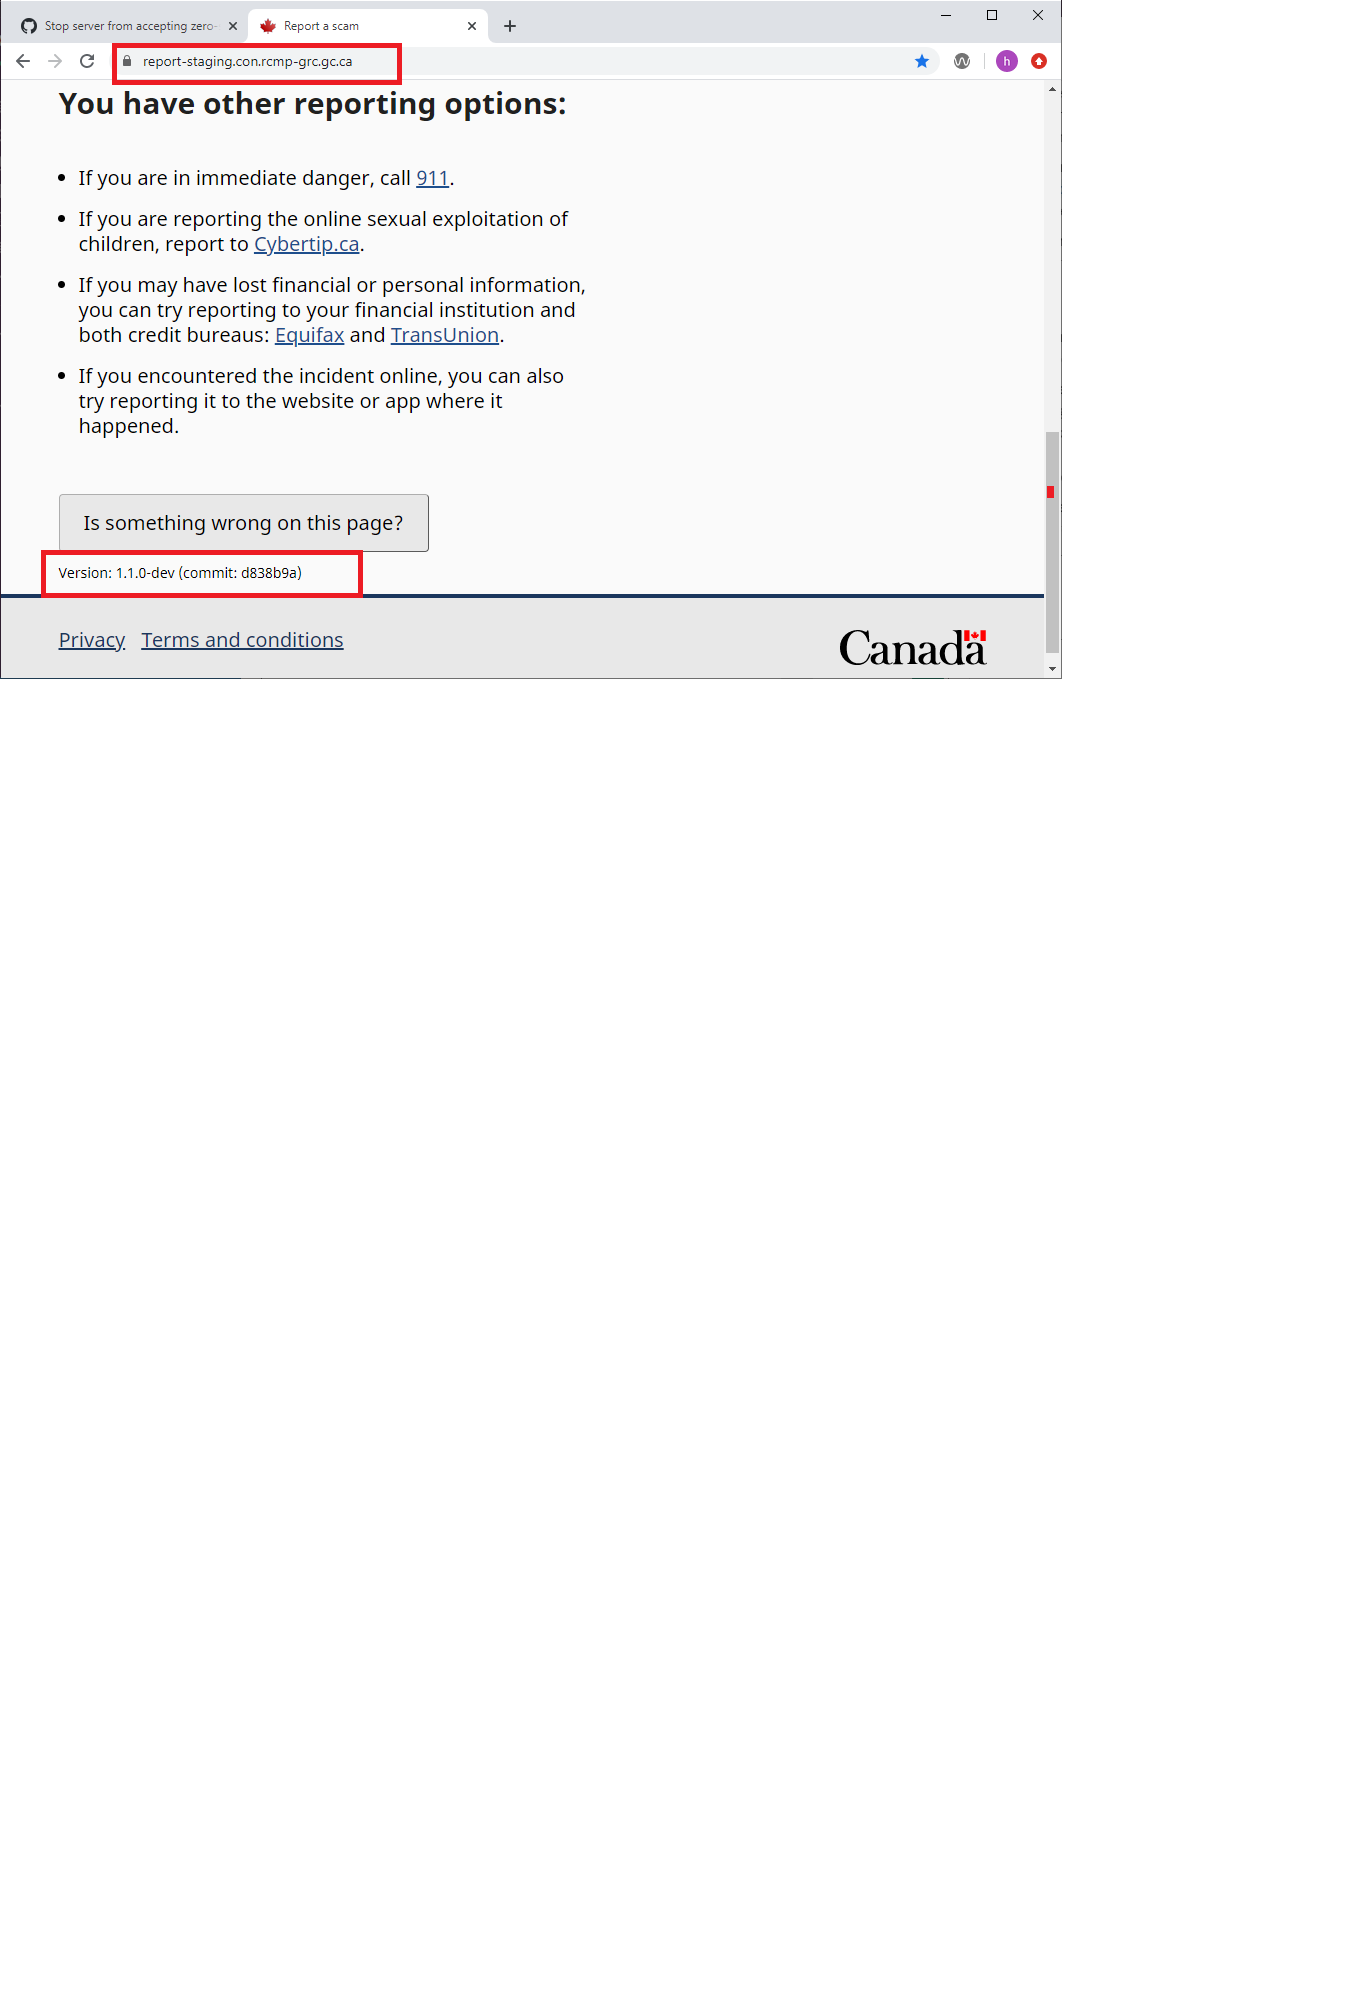 Stop server from accepting zero-
Report a scam
report-staging.con.rcmp-grc.gc.ca
h
You have other reporting options:
If you are in immediate danger, call 911.
If you are reporting the online sexual exploitation of
children, report to Cybertip.ca.
If you may have lost financial or personal information,
you can try reporting to your financial institution and
both credit bureaus: Equifax and TransUnion.
If you encountered the incident online, you can also
try reporting it to the website or app where it
happened.
Is something wrong on this page?
Version: 1.1.0-dev (commit: d838b9a)
Privacy Terms and conditions
Canada